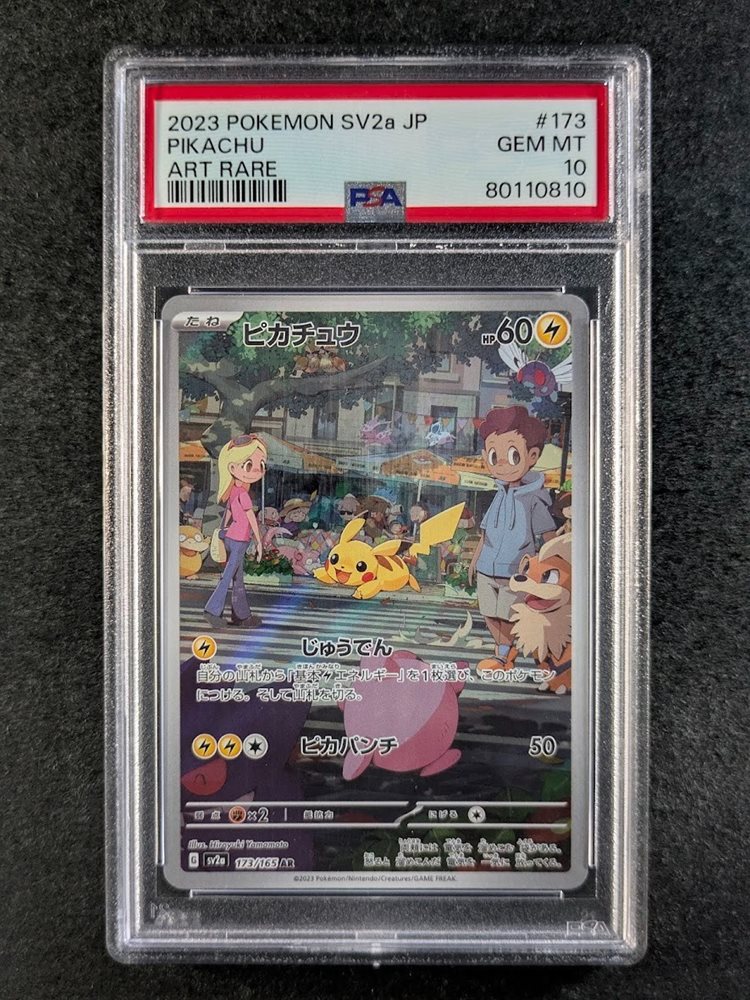 2023 POKEMON SV2a JP #173
PIKACHU GEM MT
ART RARE 10
PSA 80110810
たね ピカチュウ HP60
じゅうでん
自分の山札から「基本エネルギー」を1枚選び、このポケモン
につける。そして山札を切る。
ピカパンチ 50
弱点 ×2 抵抗力 にげる
Illus. Hiroyuki Yamamoto
G sv2a 173/165 AR
©2023 Pokémon/Nintendo/Creatures/GAME FREAK.
PSA